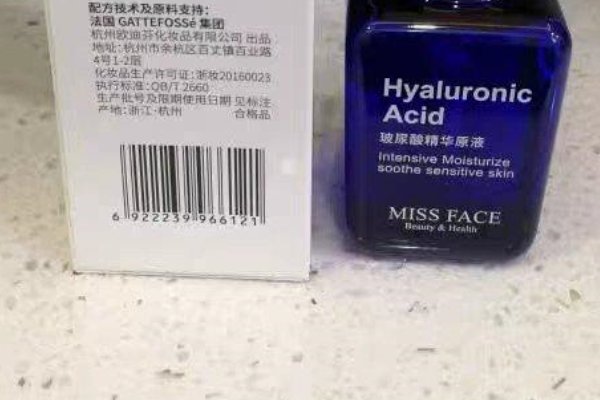 配方技术及原料支持：
法国 GATTEFOSSé 集团
杭州欧迪芬化妆品有限公司 出品
地址：杭州市余杭区百丈镇百业路
4号1-2层
化妆品生产许可证：浙妆20160023
执行标准：QB/T 2660
生产批号及限期使用日期 见标注
产地：浙江·杭州 合格品
6 922239 966121
Hyaluronic
Acid
玻尿酸精华原液
Intensive Moisturize
soothe sensitive skin
MISS FACE
Beauty & Health